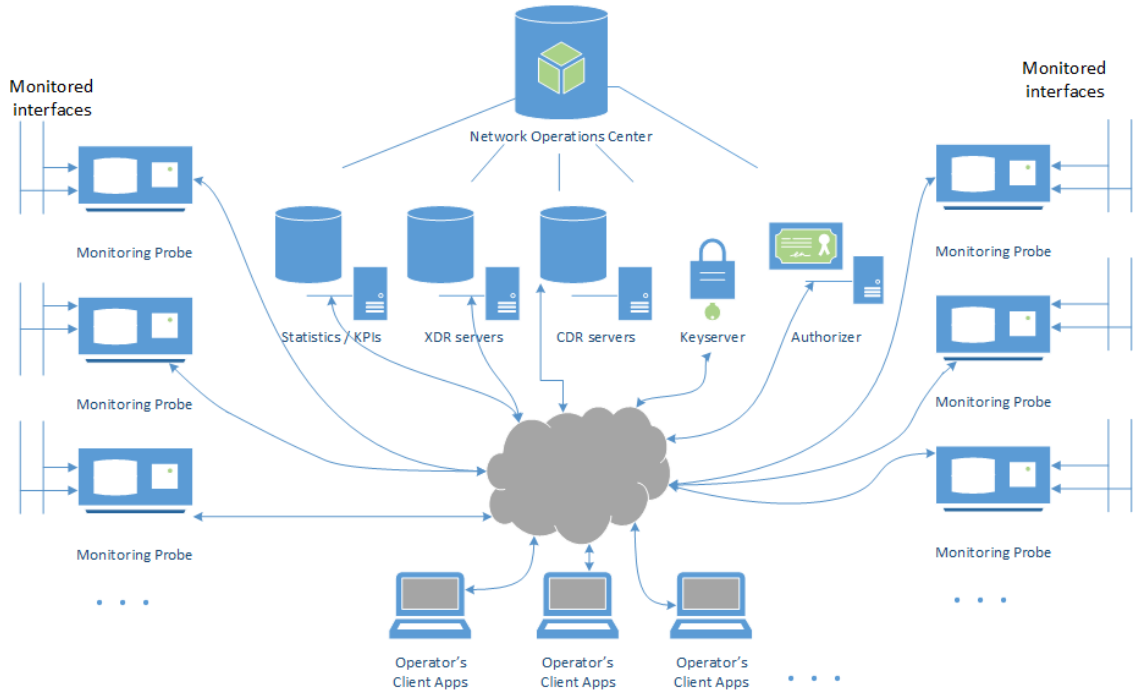 Monitored
interfaces
Monitored
interfaces
Network Operations Center
Monitoring Probe
Monitoring Probe
Statistics / KPIs
XDR servers
CDR servers
Keyserver
Authorizer
Monitoring Probe
Monitoring Probe
Monitoring Probe
Monitoring Probe
. . .
. . .
Operator's
Client Apps
Operator's
Client Apps
Operator's
Client Apps
. . .